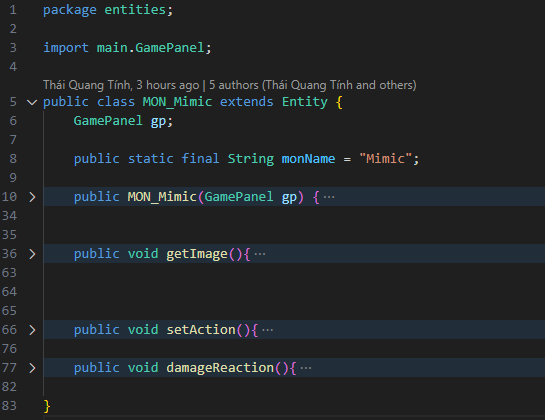 1 package entities;
2
3 import main.GamePanel;
4
Thái Quang Tính, 3 hours ago | 5 authors (Thái Quang Tính and others)
5 public class MON_Mimic extends Entity {
6 GamePanel gp;
7
8 public static final String monName = "Mimic";
9
10 public MON_Mimic(GamePanel gp) {···
34
35
36 public void getImage(){···
63
64
65
66 public void setAction(){···
76
77 public void damageReaction(){···
82
83 }